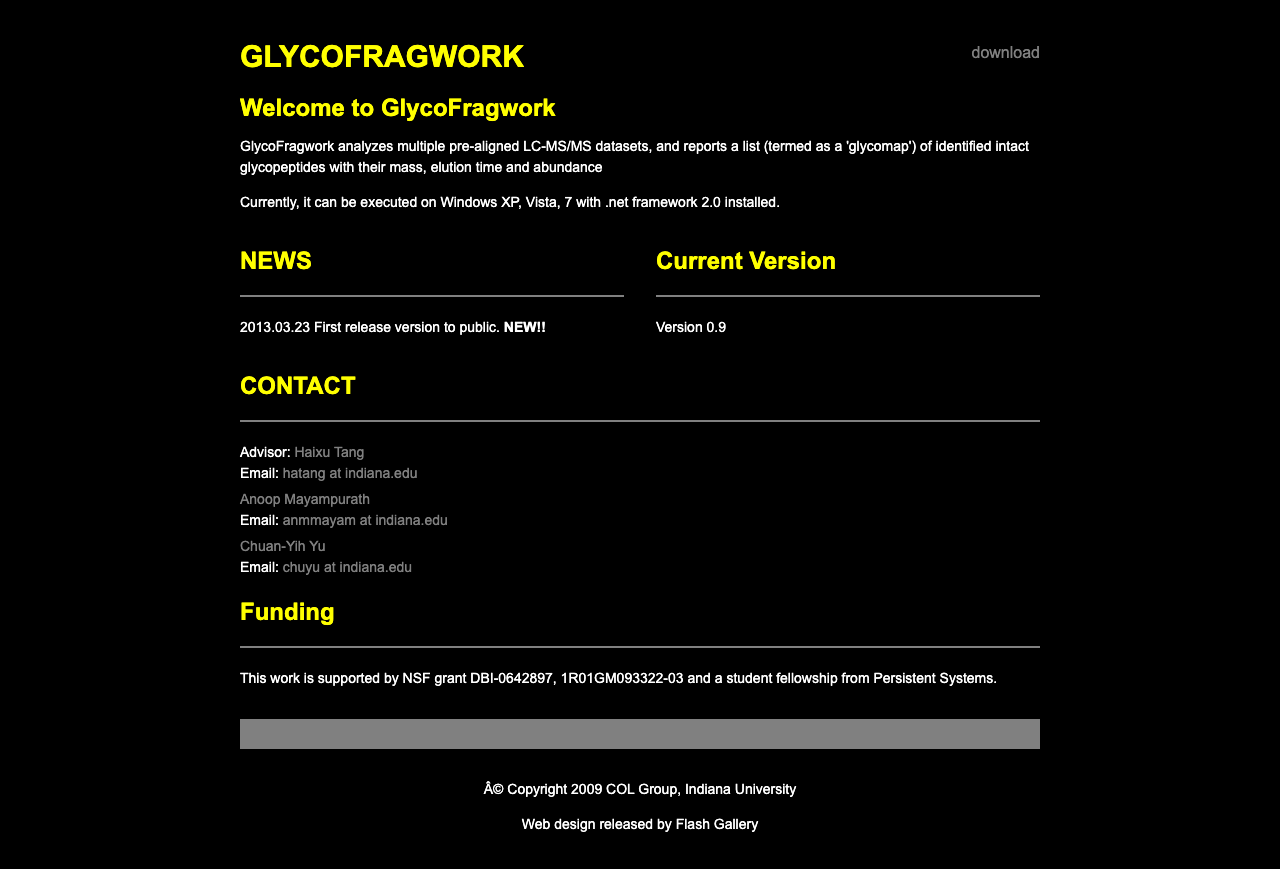 GLYCOFRAGWORK
download
Welcome to GlycoFragwork
GlycoFragwork analyzes multiple pre-aligned LC-MS/MS datasets, and reports a list (termed as a 'glycomap') of identified intact
glycopeptides with their mass, elution time and abundance
Currently, it can be executed on Windows XP, Vista, 7 with .net framework 2.0 installed.
NEWS
2013.03.23 First release version to public. NEW!!
Current Version
Version 0.9
CONTACT
Advisor: Haixu Tang
Email: hatang at indiana.edu
Anoop Mayampurath
Email: anmmayam at indiana.edu
Chuan-Yih Yu
Email: chuyu at indiana.edu
Funding
This work is supported by NSF grant DBI-0642897, 1R01GM093322-03 and a student fellowship from Persistent Systems.
Â© Copyright 2009 COL Group, Indiana University
Web design released by Flash Gallery